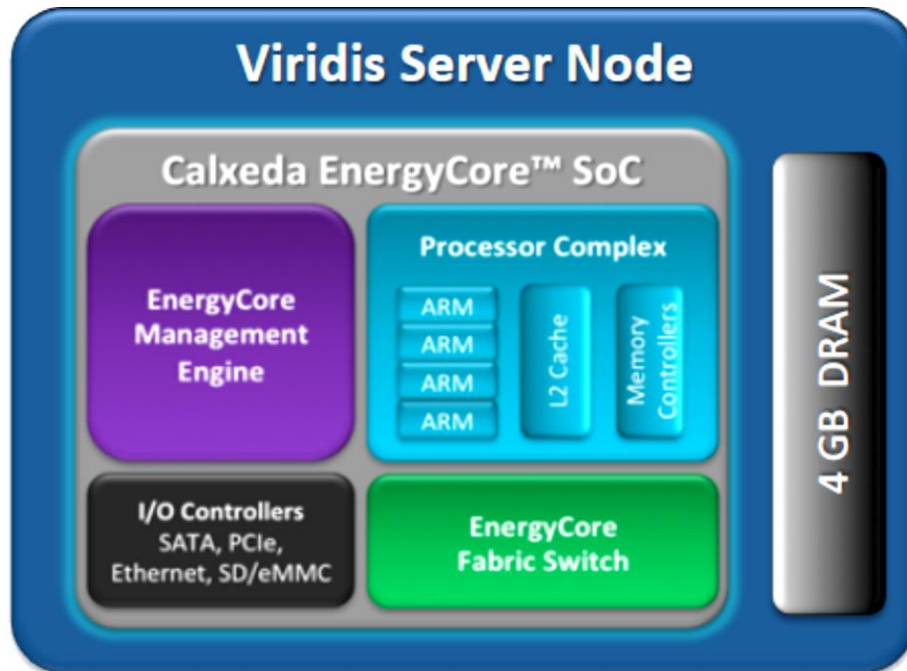 Viridis Server Node
Calxeda EnergyCore™ SoC
EnergyCore
Management
Engine
Processor Complex
ARM
ARM
ARM
ARM
L2 Cache
Memory
Controllers
I/O Controllers
SATA, PCIe,
Ethernet, SD/eMMC
EnergyCore
Fabric Switch
4 GB DRAM